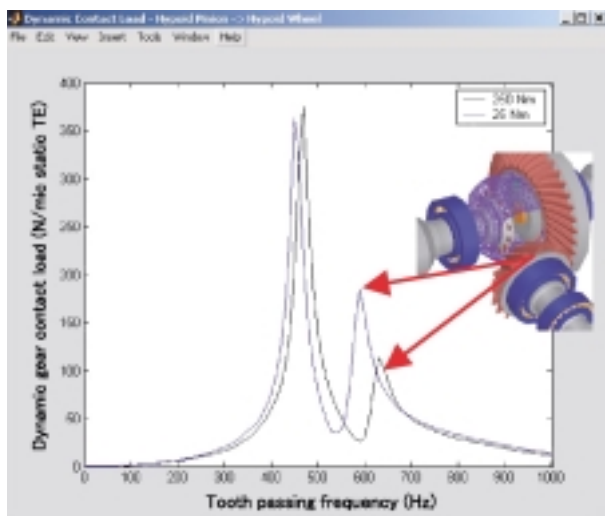 Dynamic Contact Load - Hypoid Pinion -> Hypoid Wheel
File Edit View Insert Tools Window Help
400
350
300
250
200
150
100
50
0
0 100 200 300 400 500 600 700 800 900 1000
Dynamic gear contact load (N/mic static TE)
Tooth passing frequency (Hz)
Nm
Nm